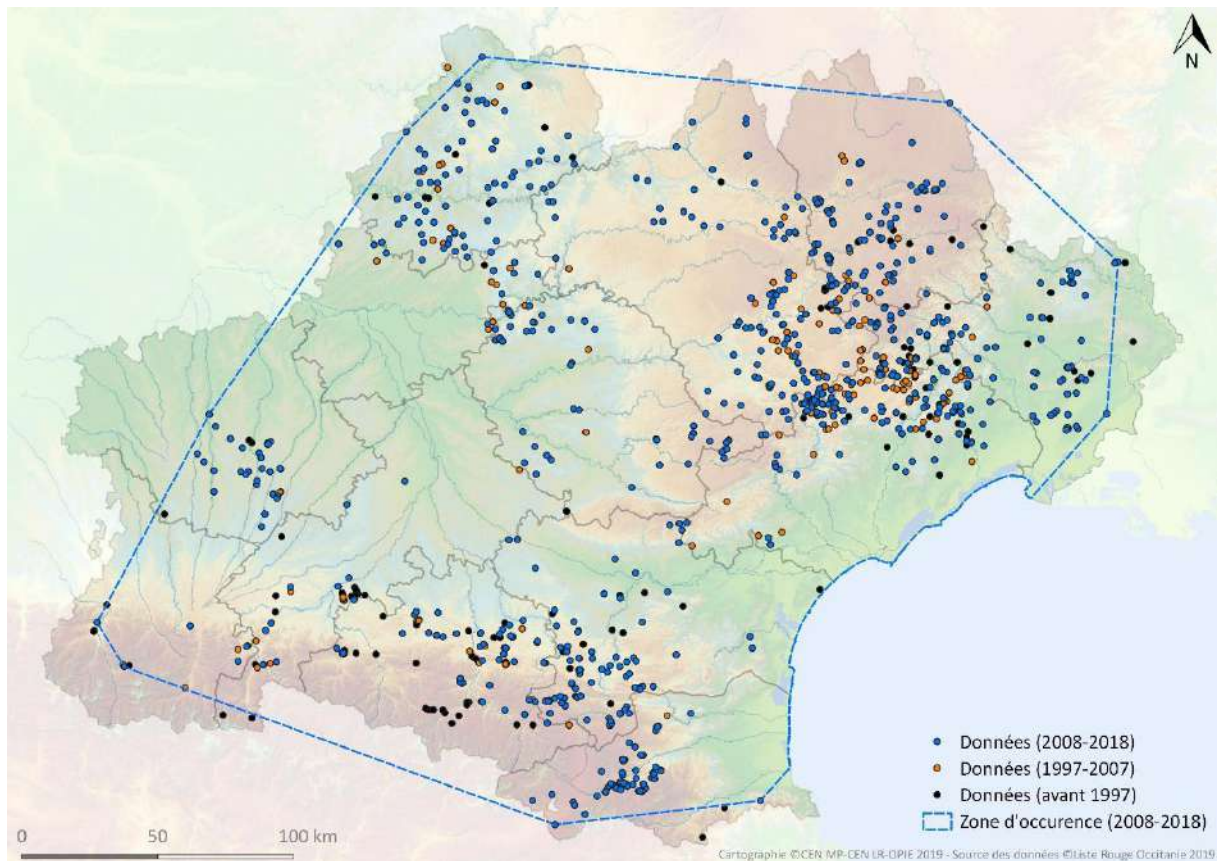 N
Données (2008-2018)
Données (1997-2007)
Données (avant 1997)
Zone d'occurence (2008-2018)
0 50 100 km
Cartographie ©CEN MP-CEN LR-OPIE 2019 - Source des données ©Liste Rouge Occitanie 2019